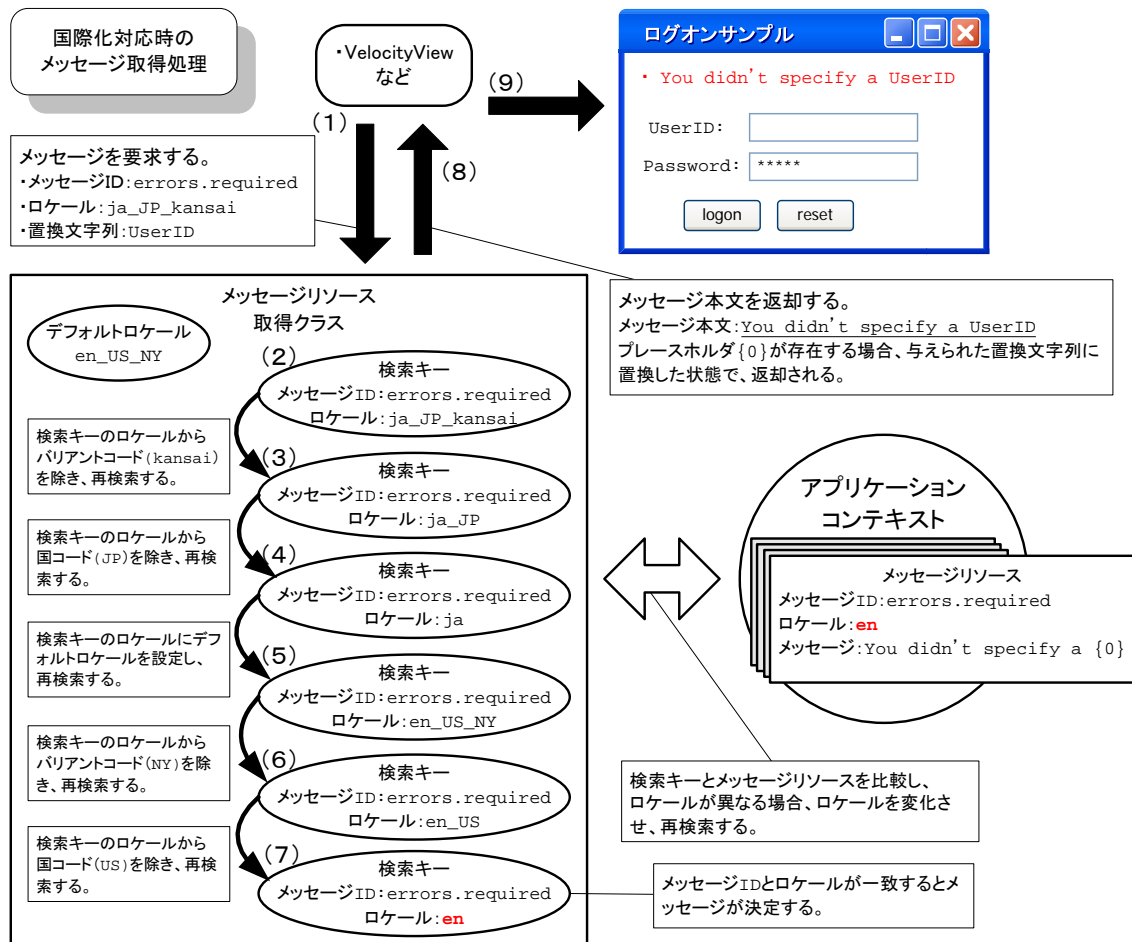 国際化対応時の
メッセージ取得処理
・VelocityView
など
(1)
(8)
(9)
ログオンサンプル
・ You didn't specify a UserID
UserID:
Password: *****
logon reset
メッセージを要求する。
・メッセージID:errors.required
・ロケール:ja_JP_kansai
・置換文字列:UserID
メッセージ本文を返却する。
メッセージ本文:You didn't specify a UserID
プレースホルダ{0}が存在する場合、与えられた置換文字列に
置換した状態で、返却される。
メッセージリソース
取得クラス
デフォルトロケール
en_US_NY
(2)
検索キー
メッセージID:errors.required
ロケール:ja_JP_kansai
検索キーのロケールから
バリアントコード(kansai)
を除き、再検索する。
(3)
検索キー
メッセージID:errors.required
ロケール:ja_JP
検索キーのロケールから
国コード(JP)を除き、再検
索する。
(4)
検索キー
メッセージID:errors.required
ロケール:ja
検索キーのロケールにデフ
ォルトロケールを設定し、
再検索する。
(5)
検索キー
メッセージID:errors.required
ロケール:en_US_NY
検索キーのロケールから
バリアントコード(NY)を除
き、再検索する。
(6)
検索キー
メッセージID:errors.required
ロケール:en_US
検索キーのロケールから
国コード(US)を除き、再検
索する。
(7)
検索キー
メッセージID:errors.required
ロケール:en
アプリケーション
コンテキスト
メッセージリソース
メッセージID:errors.required
ロケール:en
メッセージ:You didn't specify a {0}
検索キーとメッセージリソースを比較し、
ロケールが異なる場合、ロケールを変化さ
せ、再検索する。
メッセージIDとロケールが一致するとメ
ッセージが決定する。